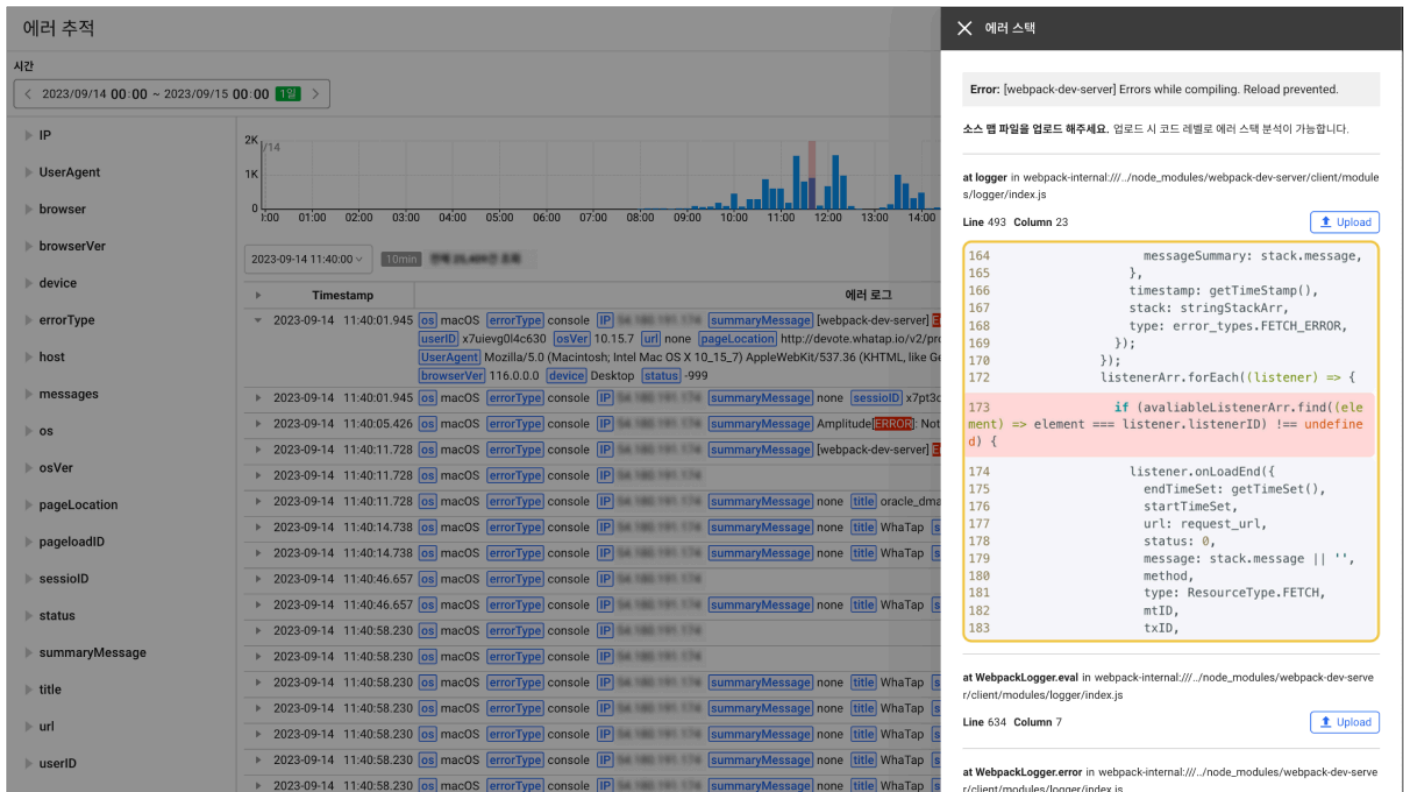 에러 추적
시간
2023/09/14 00:00 ~ 2023/09/15 00:00 1일
IP
UserAgent
browser
browserVer
device
errorType
host
messages
os
osVer
pageLocation
pageloadID
sessioID
status
summaryMessage
title
url
userID
2K
/14
1K
0
):00 01:00 02:00 03:00 04:00 05:00 06:00 07:00 08:00 09:00 10:00 11:00 12:00 13:00 14:00
2023-09-14 11:40:00 10min
Timestamp 에러 로그
2023-09-14 11:40:01.945 os macOS errorType console IP summaryMessage [webpack-dev-server]
userID x7uievg0l4c630 osVer 10.15.7 url none pageLocation http://devote.whatap.io/v2/pro
UserAgent Mozilla/5.0 (Macintosh; Intel Mac OS X 10_15_7) AppleWebKit/537.36 (KHTML, like Ge
browserVer 116.0.0.0 device Desktop status -999
2023-09-14 11:40:01.945 os macOS errorType console IP summaryMessage none sessioID x7pt3c
2023-09-14 11:40:05.426 os macOS errorType console IP summaryMessage Amplitude[ERROR]: Not
2023-09-14 11:40:11.728 os macOS errorType console IP summaryMessage [webpack-dev-server]
2023-09-14 11:40:11.728 os macOS errorType console IP
2023-09-14 11:40:11.728 os macOS errorType console IP summaryMessage none title oracle_dma
2023-09-14 11:40:14.738 os macOS errorType console IP summaryMessage none title WhaTap s
2023-09-14 11:40:14.738 os macOS errorType console IP summaryMessage none title WhaTap s
2023-09-14 11:40:46.657 os macOS errorType console IP
2023-09-14 11:40:46.657 os macOS errorType console IP summaryMessage none title WhaTap s
2023-09-14 11:40:58.230 os macOS errorType console IP
2023-09-14 11:40:58.230 os macOS errorType console IP
2023-09-14 11:40:58.230 os macOS errorType console IP summaryMessage none title WhaTap s
2023-09-14 11:40:58.230 os macOS errorType console IP summaryMessage none title WhaTap s
2023-09-14 11:40:58.230 os macOS errorType console IP summaryMessage none title WhaTap s
2023-09-14 11:40:58.230 os macOS errorType console IP summaryMessage none title WhaTap s
2023-09-14 11:40:58.230 os macOS errorType console IP summaryMessage none title WhaTap s
에러 스택
Error: [webpack-dev-server] Errors while compiling. Reload prevented.
소스 맵 파일을 업로드 해주세요. 업로드 시 코드 레벨로 에러 스택 분석이 가능합니다.
at logger in webpack-internal:///../node_modules/webpack-dev-server/client/module
s/logger/index.js
Line 493 Column 23 Upload
164 messageSummary: stack.message,
165 },
166 timestamp: getTimeStamp(),
167 stack: stringStackArr,
168 type: error_types.FETCH_ERROR,
169 });
170 });
172 listenerArr.forEach((listener) => {
173 if (avaliableListenerArr.find((ele
ment) => element === listener.listenerID) !== undefine
d) {
174 listener.onLoadEnd({
175 endTimeSet: getTimeSet(),
176 startTimeSet,
177 url: request_url,
178 status: 0,
179 message: stack.message || '',
180 method,
181 type: ResourceType.FETCH,
182 mtID,
183 txID,
at WebpackLogger.eval in webpack-internal:///../node_modules/webpack-dev-serve
r/client/modules/logger/index.js
Line 634 Column 7 Upload
at WebpackLogger.error in webpack-internal:///../node_modules/webpack-dev-serve
r/client/modules/logger/index.js